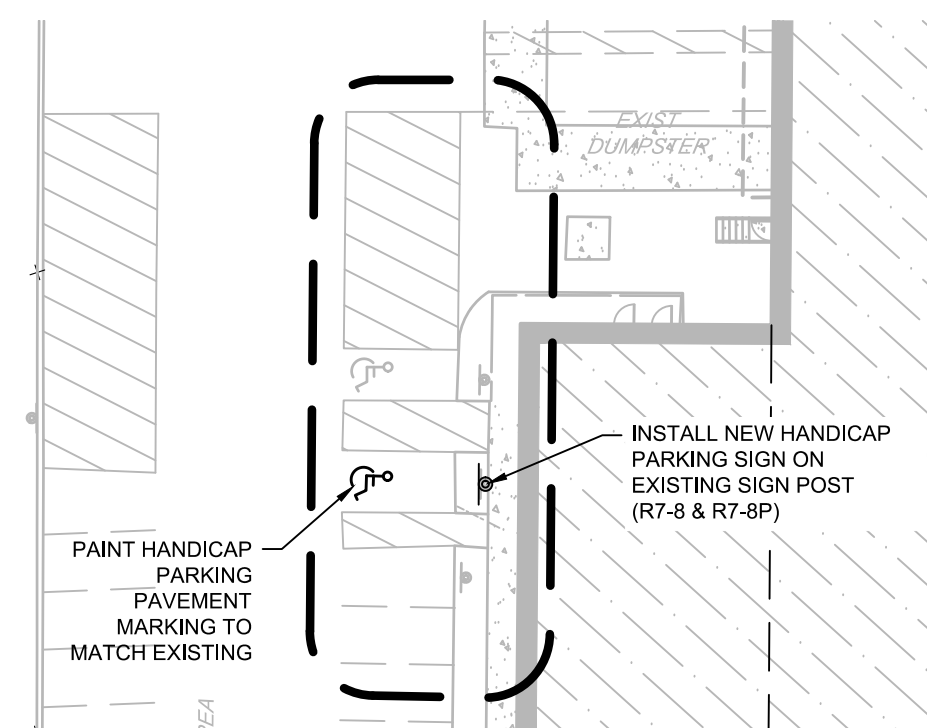 EXIST
DUMPSTER
INSTALL NEW HANDICAP
PARKING SIGN ON
EXISTING SIGN POST
(R7-8 & R7-8P)
PAINT HANDICAP
PARKING
PAVEMENT
MARKING TO
MATCH EXISTING